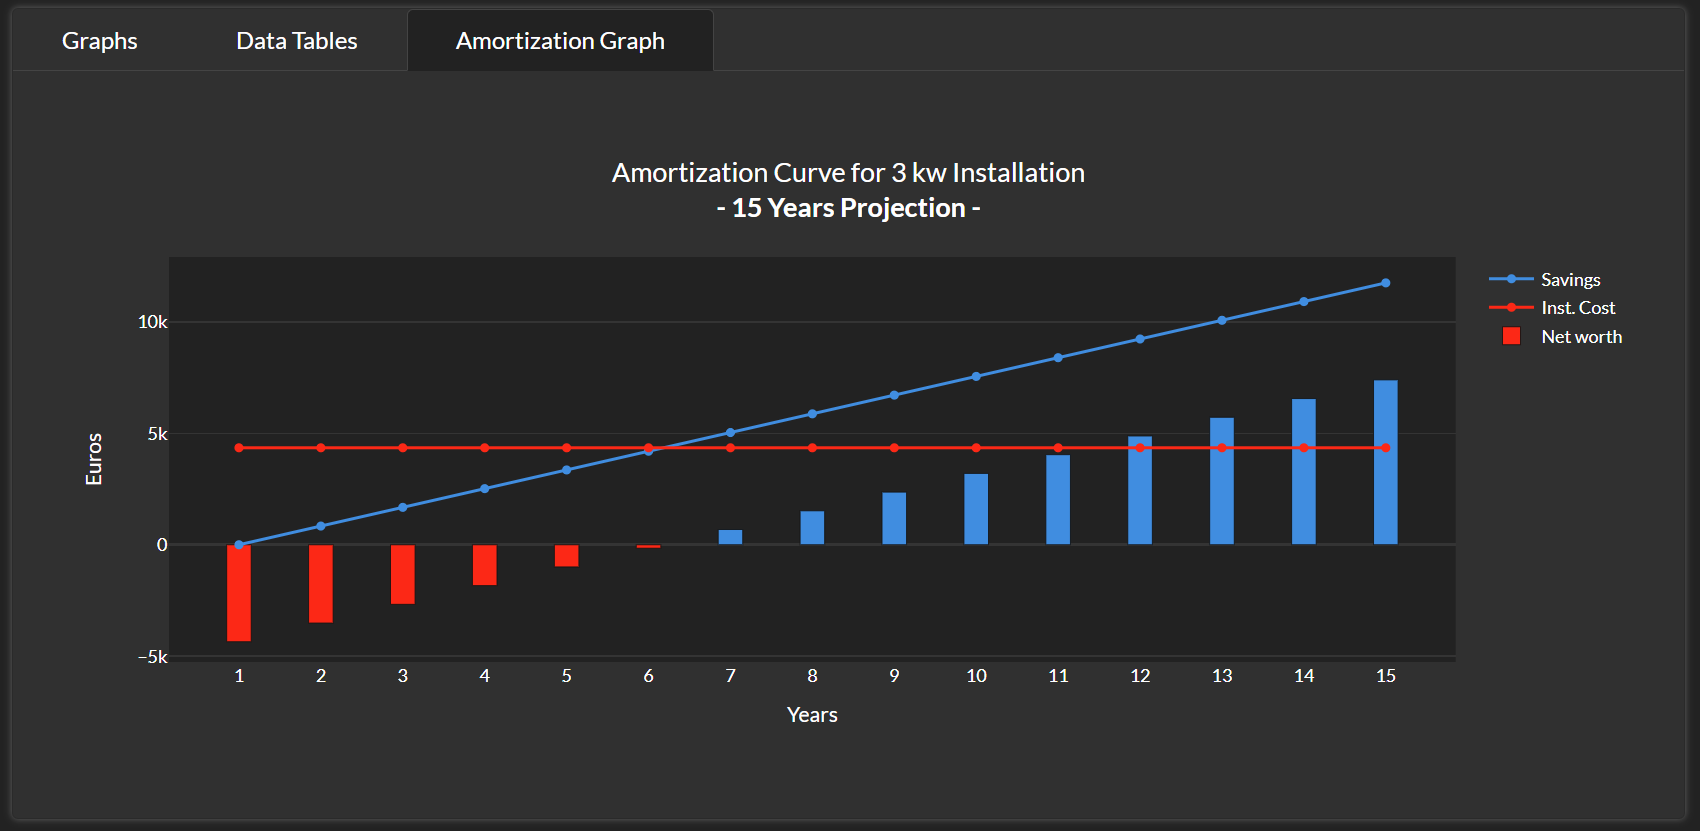 Graphs Data Tables Amortization Graph
Amortization Curve for 3 kw Installation
- 15 Years Projection -
Savings
Inst. Cost
Net worth
10k
5k
0
−5k
Euros
1 2 3 4 5 6 7 8 9 10 11 12 13 14 15
Years